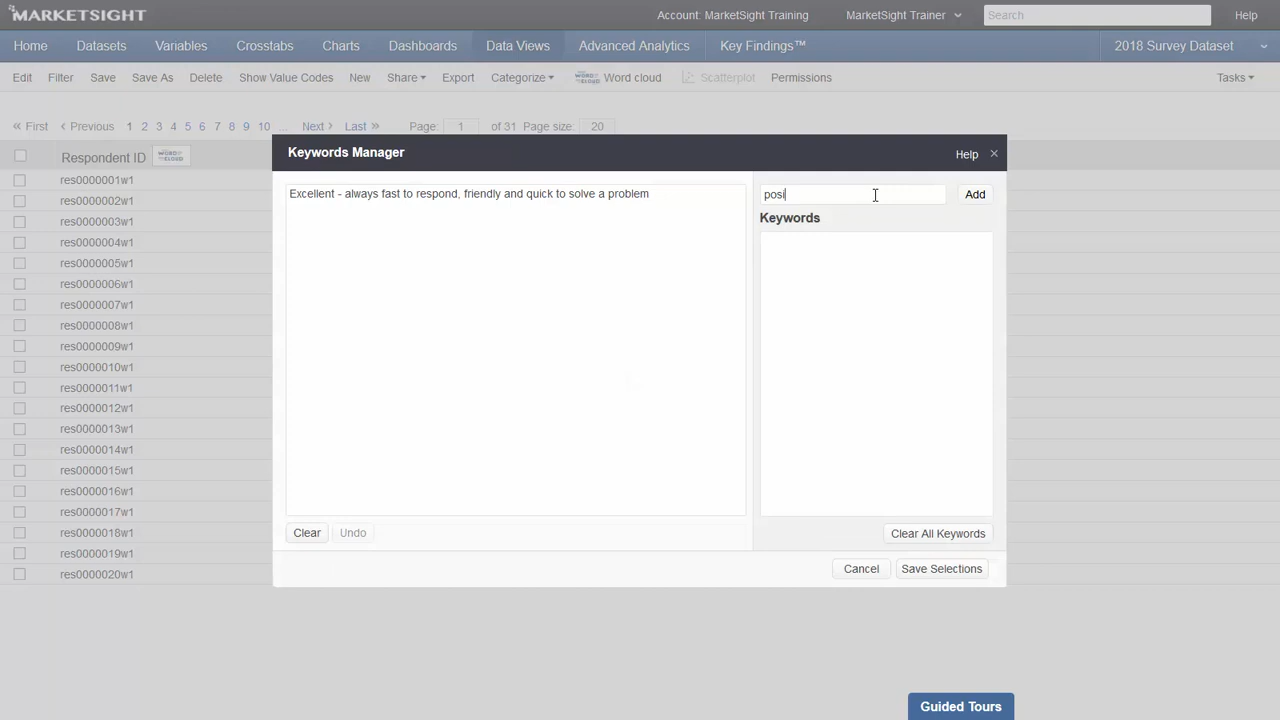 MARKETSIGHT Account: MarketSight Training MarketSight Trainer Search Help
Home Datasets Variables Crosstabs Charts Dashboards Data Views Advanced Analytics Key Findings™ 2018 Survey Dataset
Edit Filter Save Save As Delete Show Value Codes New Share Export Categorize WORD CLOUD Word cloud Scatterplot Permissions Tasks
« First ‹ Previous 1 2 3 4 5 6 7 8 9 10 ... Next › Last » Page: 1 of 31 Page size: 20
Keywords Manager Help ×
Respondent ID WORD CLOUD
res0000001w1
res0000002w1
res0000003w1
res0000004w1
res0000005w1
res0000006w1
res0000007w1
res0000008w1
res0000009w1
res0000010w1
res0000011w1
res0000012w1
res0000013w1
res0000014w1
res0000015w1
res0000016w1
res0000017w1
res0000018w1
res0000019w1
res0000020w1
Excellent - always fast to respond, friendly and quick to solve a problem
posi Add
Keywords
Clear Undo Clear All Keywords
Cancel Save Selections
Guided Tours